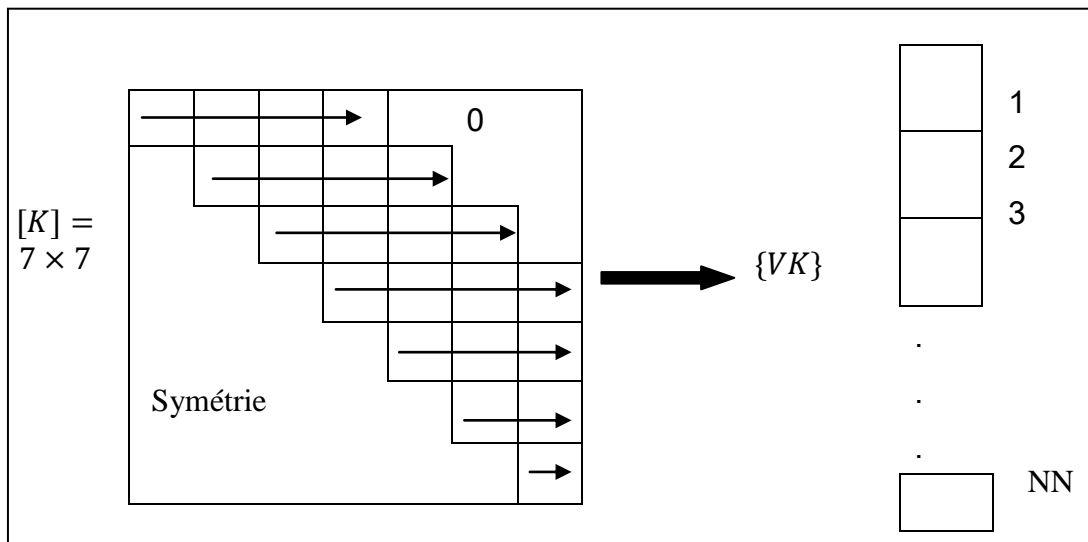 0
[K] =
7 × 7
Symétrie
{VK}
1
2
3
.
.
.
NN